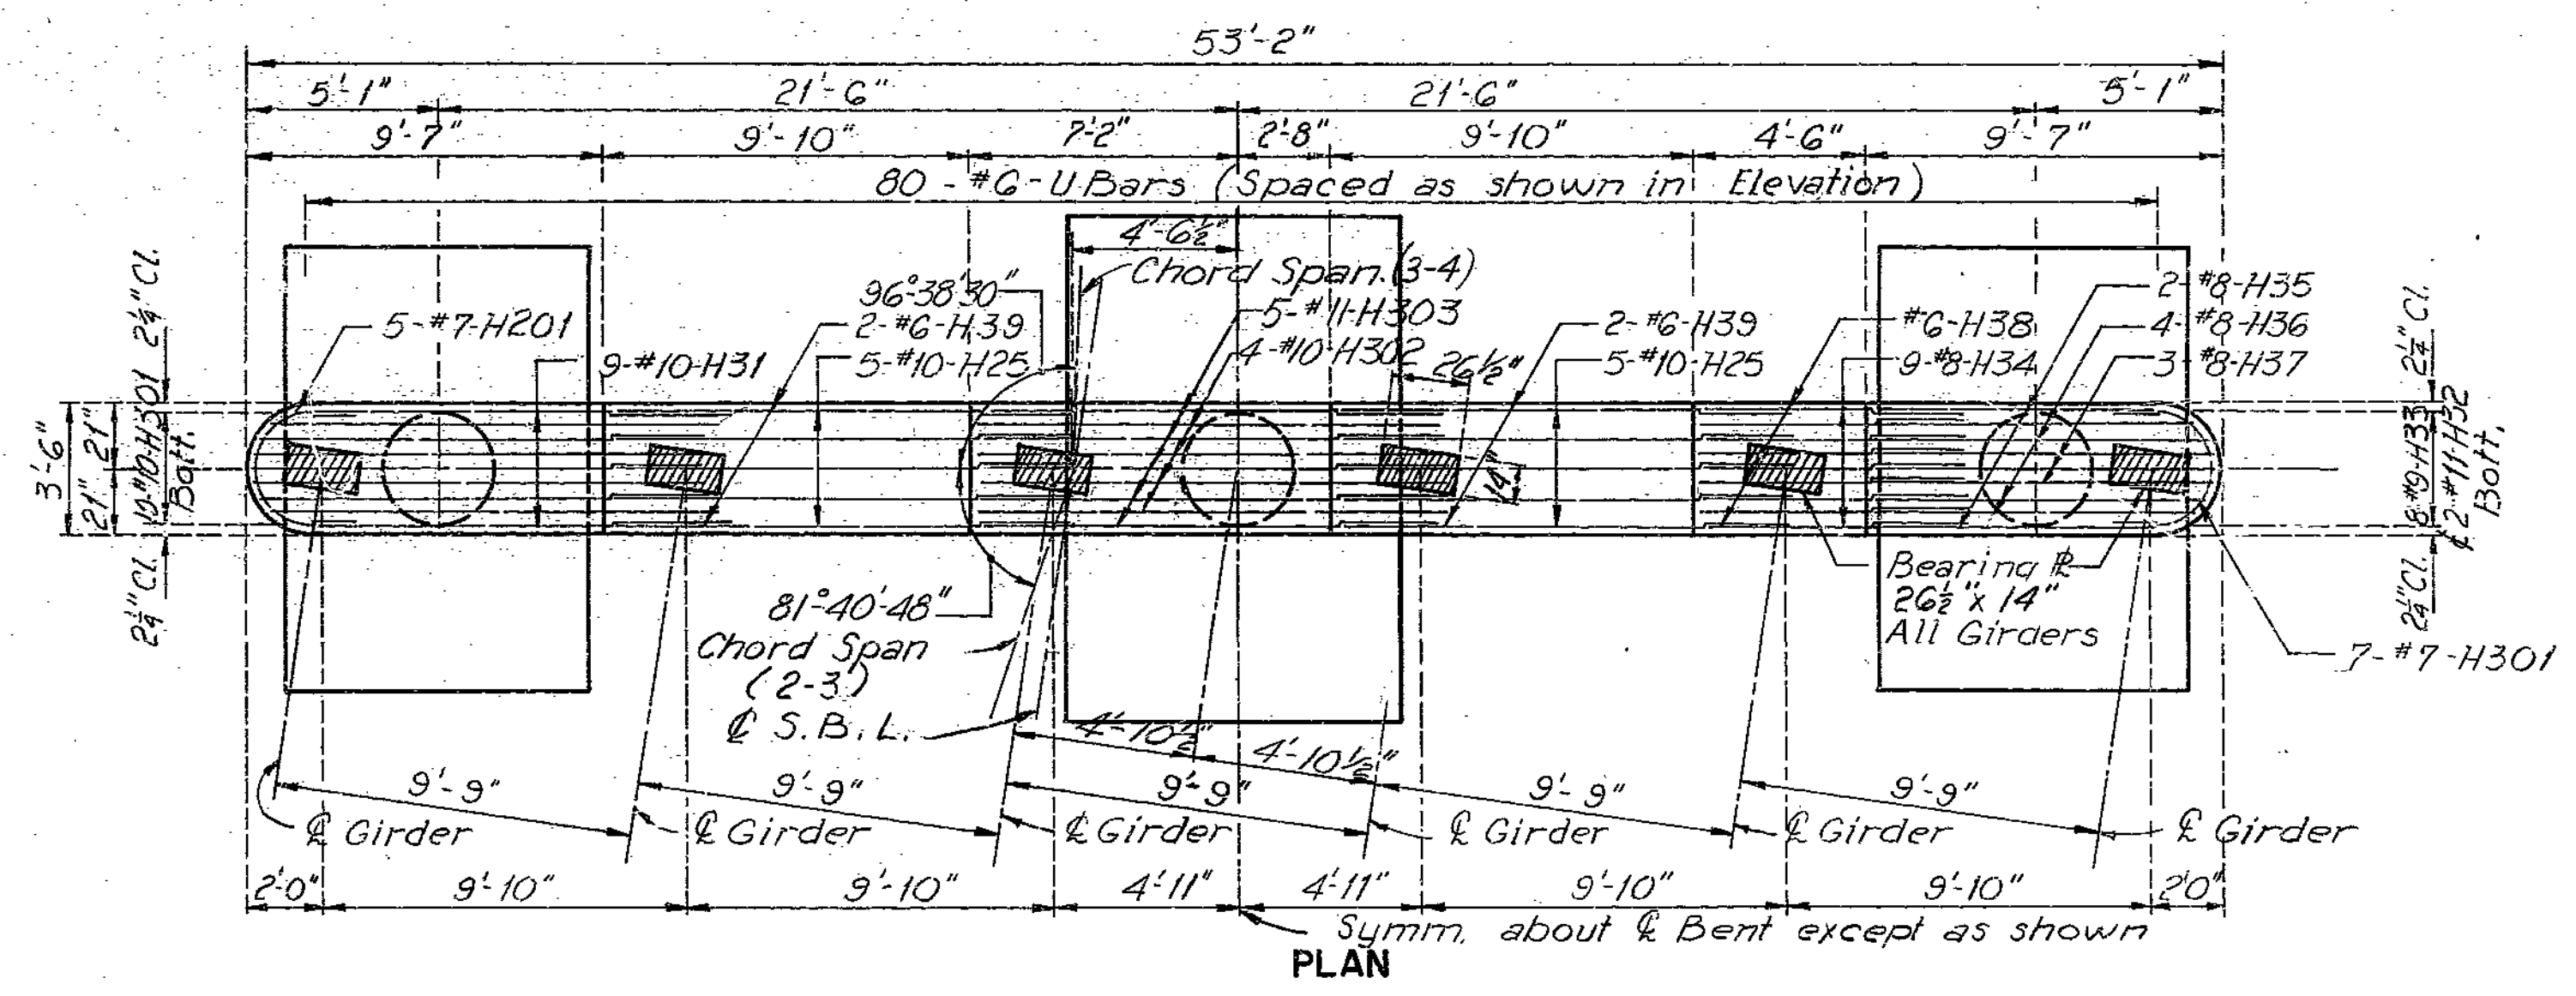 53'-2"
5'-1" 21'-6" 21'-6" 5'-1"
9'-7" 9'-10" 7'-2" 2'-8" 9'-10" 4'-6" 9'-7"
80 - #6 - U Bars (Spaced as shown in Elevation)
4'-6½"
Chord Span (3-4)
96°-38'30"
5-#7-H201
2-#6-H39
5-#11-H303
2-#6-H39
#6-H38
2-#8-H35
4-#8-H36
9-#10-H31
5-#10-H25
4-#10-H302
26½"
5-#10-H25
9-#8-H34
3-#8-H37
2¼" Cl.
10-#10-H301
Bott.
2¼" Cl.
3'-6"
21" 21"
14"
2¼" Cl.
8-#9-H33
& 2-#11-H32
Bott.
2¼" Cl.
81°-40'-48"
Chord Span
(2-3)
℄ S.B.L.
Bearing ℞
26½" x 14"
All Girders
7-#7-H301
4'-10½" 4'-10½"
9'-9" 9'-9" 9'-9" 9'-9" 9'-9"
℄ Girder ℄ Girder ℄ Girder ℄ Girder ℄ Girder ℄ Girder
2'-0" 9'-10" 9'-10" 4'-11" 4'-11" 9'-10" 9'-10" 2'0"
Symm. about ℄ Bent except as shown
PLAN